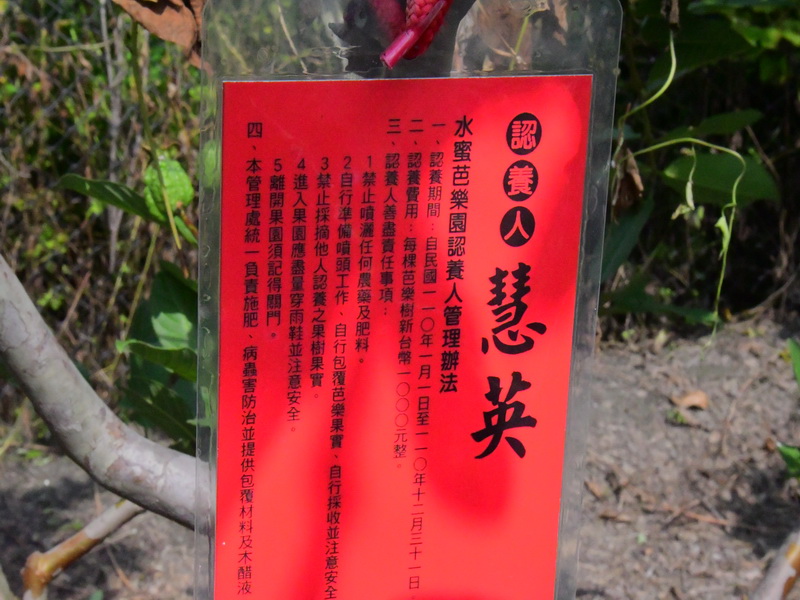 認養人 慧英
水蜜芭樂園認養人管理辦法
一、認養期間：自民國一一〇年一月一日至一一〇年十二月三十一日。
二、認養費用：每棵芭樂樹新台幣一〇〇〇元整。
三、認養人善盡責任事項：
1禁止噴灑任何農藥及肥料。
2自行準備噴頭工作、自行包覆芭樂果實、自行採收並注意安全
3禁止採摘他人認養之果樹果實。
4進入果園應盡量穿雨鞋並注意安全。
5離開果園須記得關門。
四、本管理處統一負責施肥、病蟲害防治並提供包覆材料及木醋液